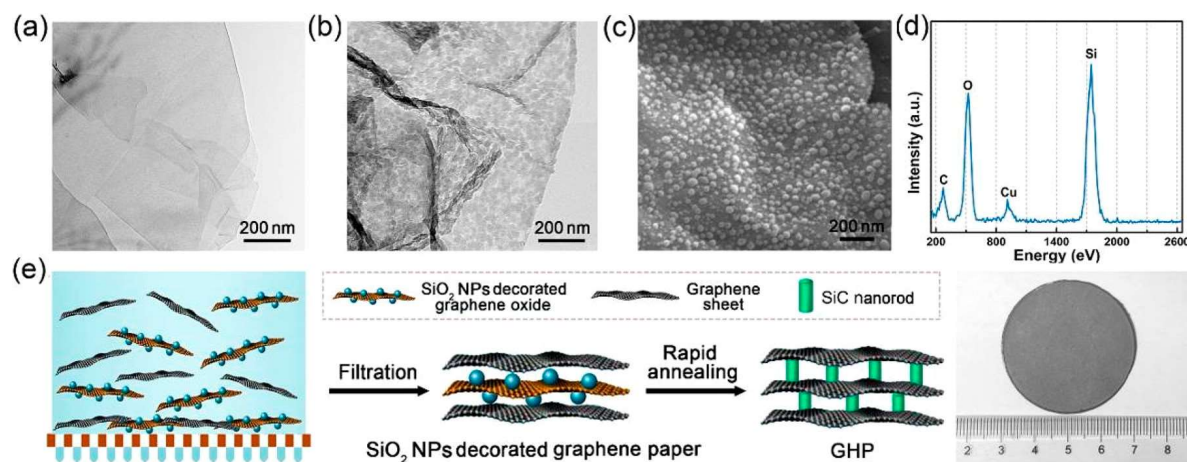 (a)
200 nm
(b)
200 nm
(c)
200 nm
(d)
Intensity (a.u.)
C
O
Cu
Si
200 800 1400 2000 2600
Energy (eV)
(e)
SiO2 NPs decorated
graphene oxide
Graphene
sheet
SiC nanorod
Filtration
Rapid
annealing
SiO2 NPs decorated graphene paper
GHP
2 3 4 5 6 7 8